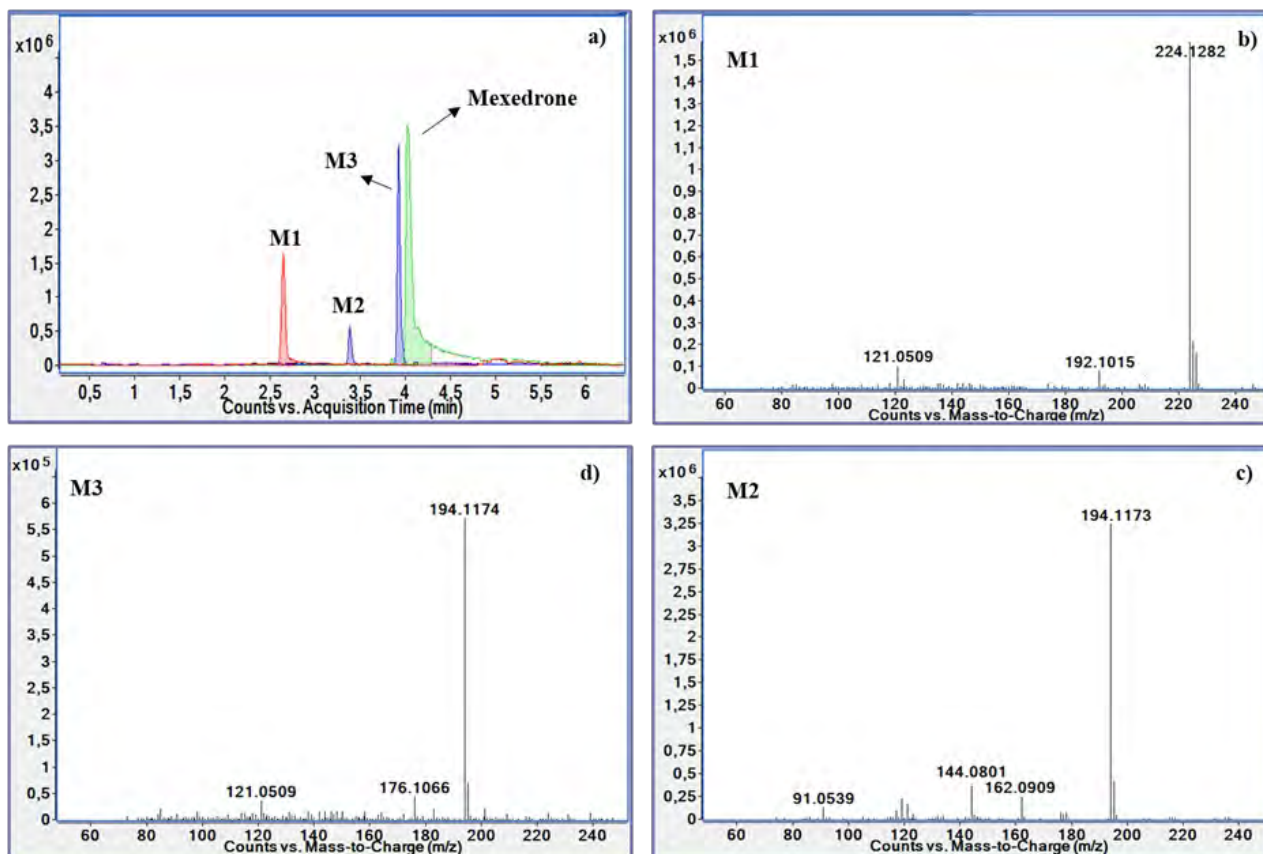 x10 6
a)
4,5
4
3,5
3
2,5
2
1,5
1
0,5
0
Mexedrone
M3
M1
M2
0,5 1 1,5 2 2,5 3 3,5 4 4,5 5 5,5 6
Counts vs. Acquisition Time (min)
x10 6
b)
M1
1,5
1,4
1,3
1,2
1,1
1
0,9
0,8
0,7
0,6
0,5
0,4
0,3
0,2
0,1
0
224.1282
121.0509
192.1015
60 80 100 120 140 160 180 200 220 240
Counts vs. Mass-to-Charge (m/z)
x10 5
d)
M3
6
5,5
5
4,5
4
3,5
3
2,5
2
1,5
1
0,5
0
194.1174
121.0509
176.1066
60 80 100 120 140 160 180 200 220 240
Counts vs. Mass-to-Charge (m/z)
x10 6
c)
M2
3,5
3,25
3
2,75
2,5
2,25
2
1,75
1,5
1,25
1
0,75
0,5
0,25
0
194.1173
144.0801
162.0909
91.0539
60 80 100 120 140 160 180 200 220 240
Counts vs. Mass-to-Charge (m/z)